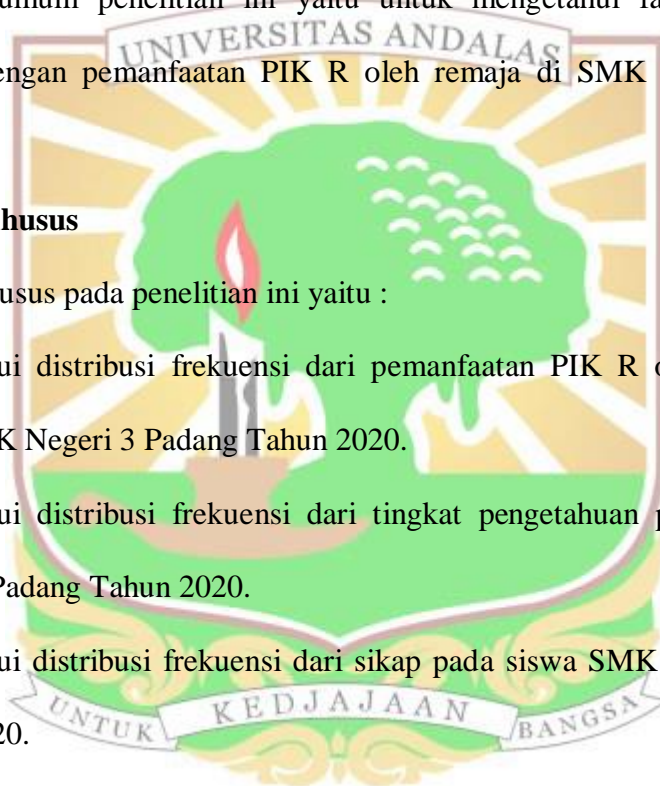 umum penelitian ini yaitu untuk mengetahui fa
UNIVERSITAS ANDALAS
engan pemanfaatan PIK R oleh remaja di SMK
husus
usus pada penelitian ini yaitu :
ui distribusi frekuensi dari pemanfaatan PIK R o
K Negeri 3 Padang Tahun 2020.
ui distribusi frekuensi dari tingkat pengetahuan p
Padang Tahun 2020.
ui distribusi frekuensi dari sikap pada siswa SMK
UNTUK KEDJAJAAN BANGSA
20.